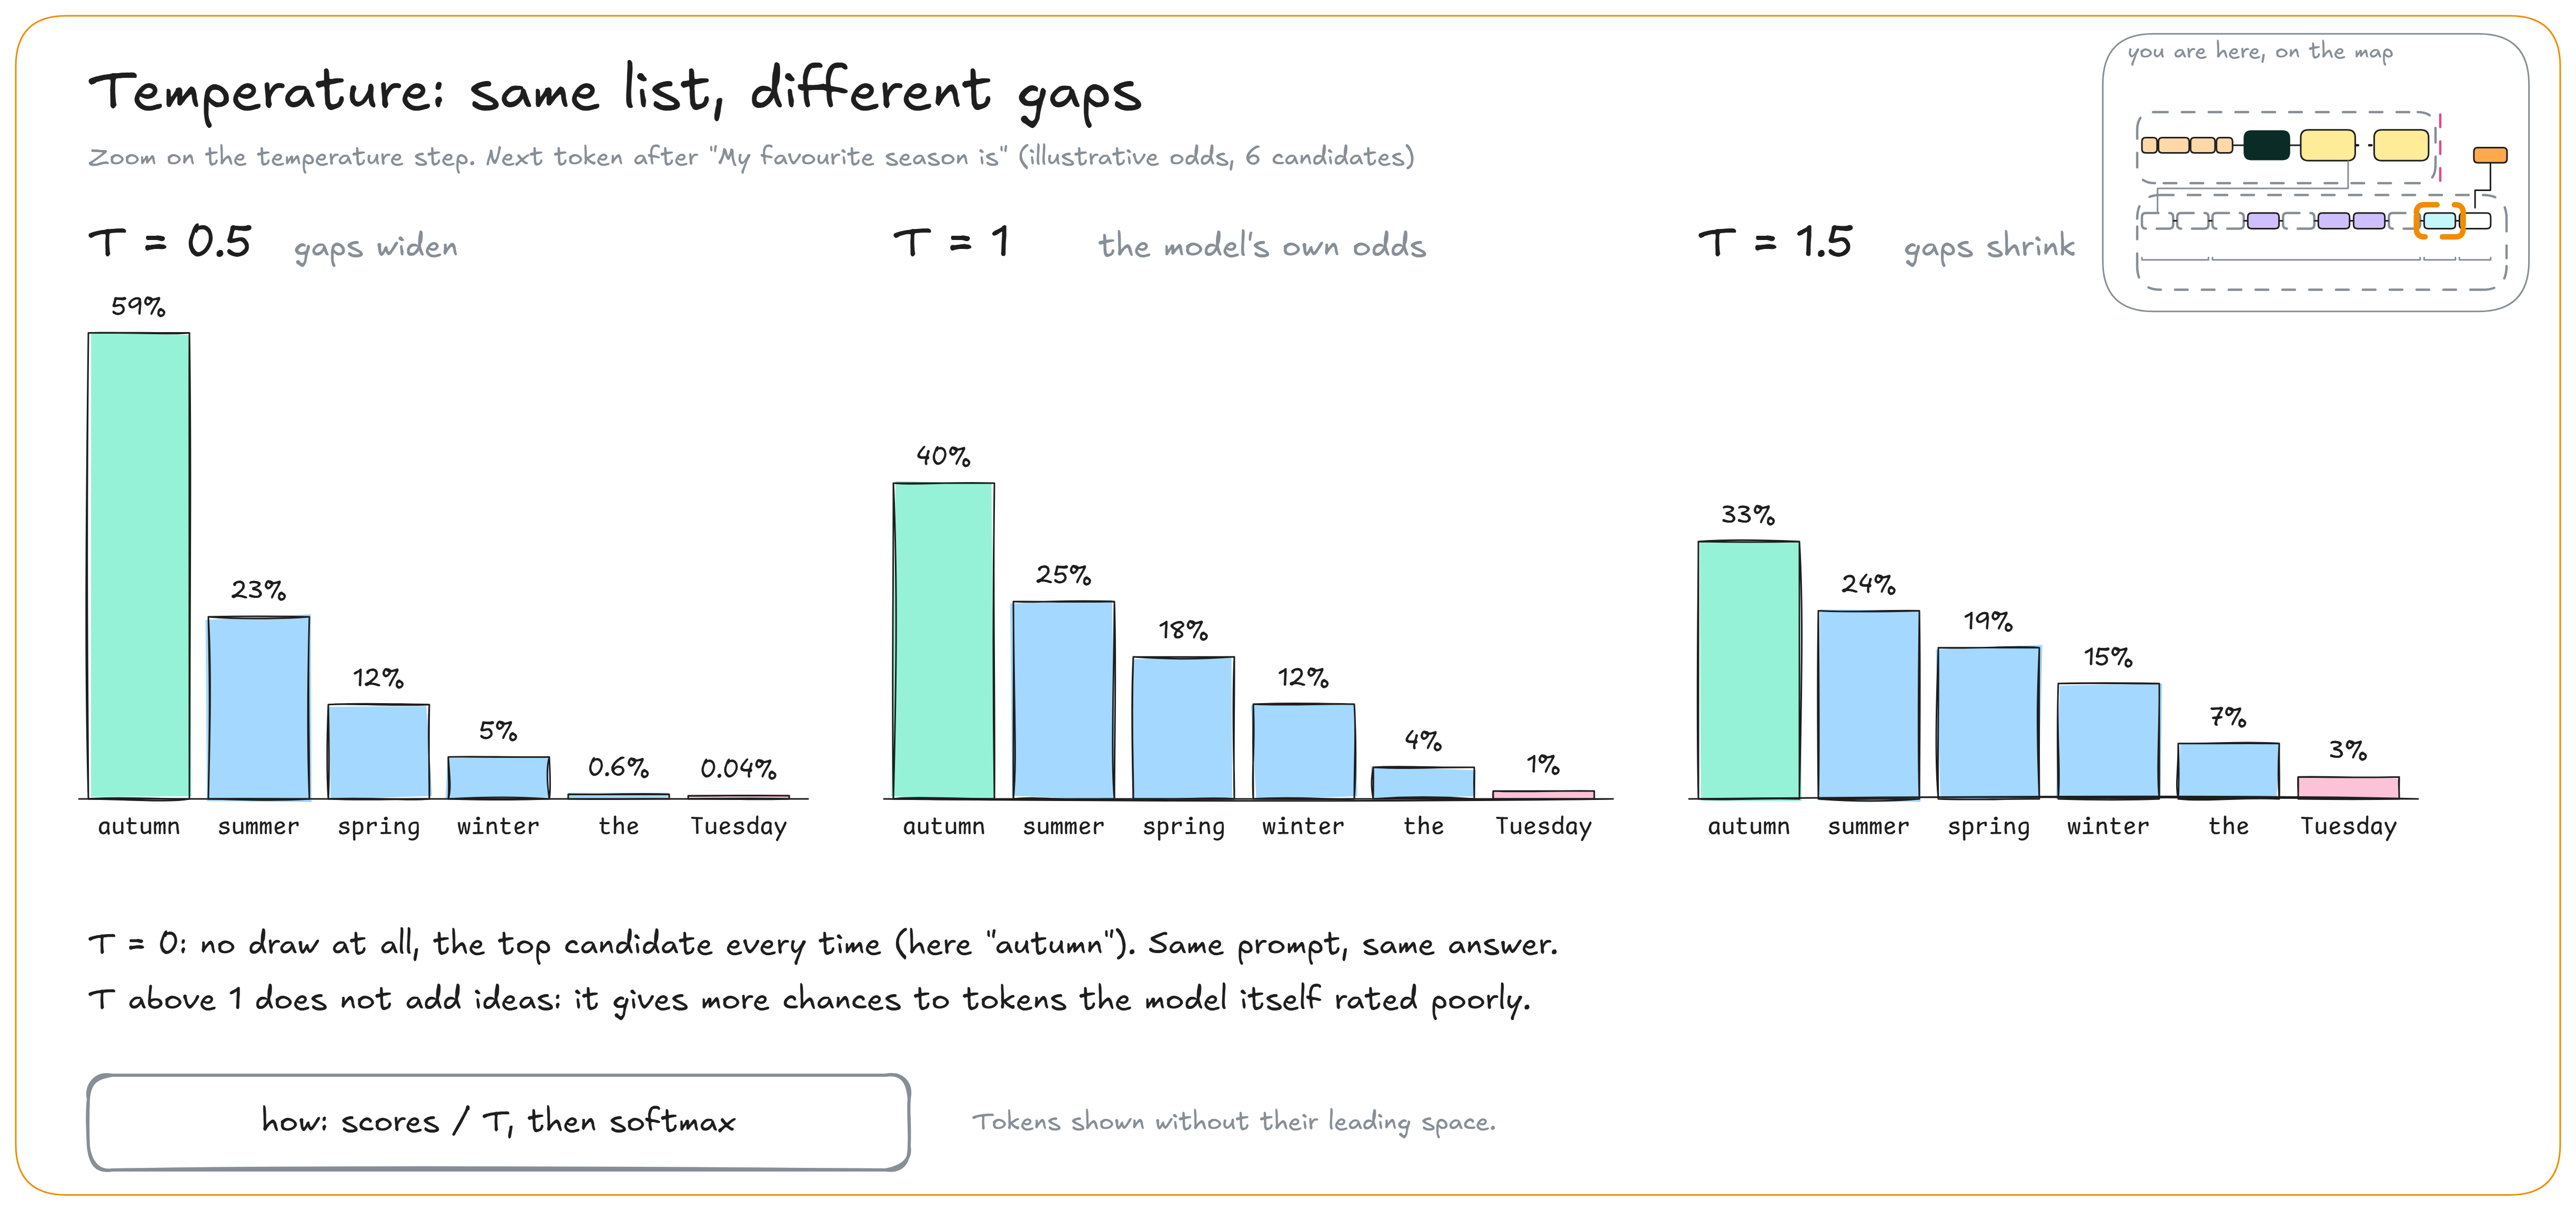 you are here, on the map
Temperature: same list, different gaps
Zoom on the temperature step. Next token after "My favourite season is" (illustrative odds, 6 candidates)
T = 0.5 gaps widen
59%
23%
12%
5%
0.6%
0.04%
autumn summer spring winter the Tuesday
T = 1 the model's own odds
40%
25%
18%
12%
4%
1%
autumn summer spring winter the Tuesday
T = 1.5 gaps shrink
33%
24%
19%
15%
7%
3%
autumn summer spring winter the Tuesday
T = 0: no draw at all, the top candidate every time (here "autumn"). Same prompt, same answer.
T above 1 does not add ideas: it gives more chances to tokens the model itself rated poorly.
how: scores / T, then softmax
Tokens shown without their leading space.